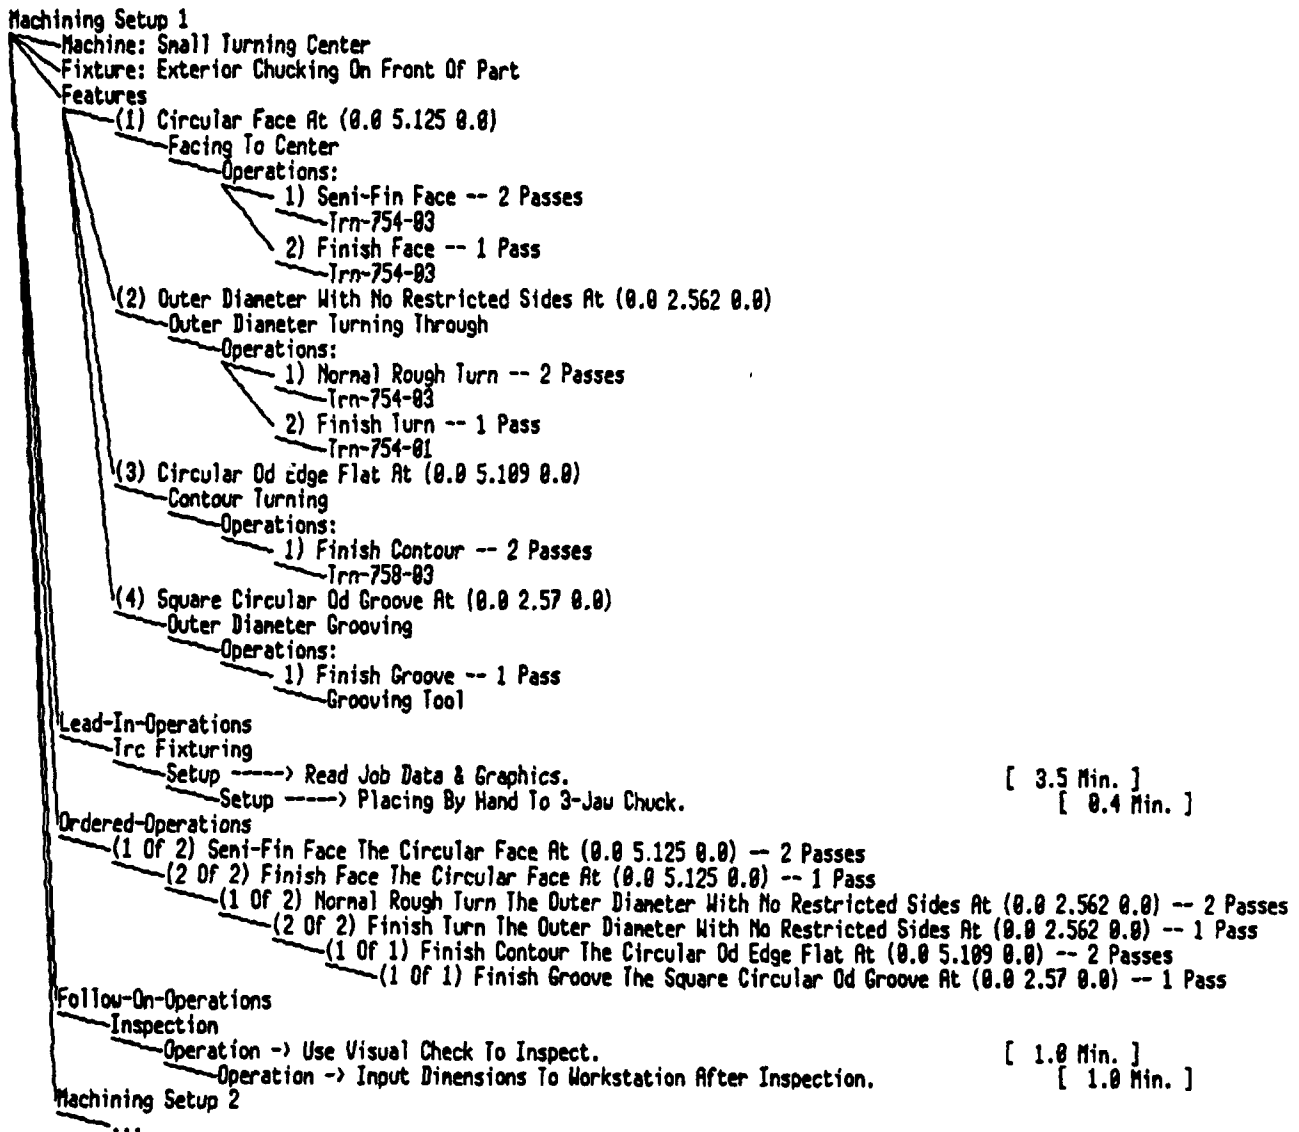 Machining Setup 1
Machine: Small Turning Center
Fixture: Exterior Chucking On Front Of Part
Features
(1) Circular Face At (0.0 5.125 0.0)
Facing To Center
Operations:
1) Semi-Fin Face -- 2 Passes
Trn-754-03
2) Finish Face -- 1 Pass
Trn-754-03
(2) Outer Diameter With No Restricted Sides At (0.0 2.562 0.0)
Outer Diameter Turning Through
Operations:
1) Normal Rough Turn -- 2 Passes
Trn-754-03
2) Finish Turn -- 1 Pass
Trn-754-01
(3) Circular Od Edge Flat At (0.0 5.109 0.0)
Contour Turning
Operations:
1) Finish Contour -- 2 Passes
Trn-758-03
(4) Square Circular Od Groove At (0.0 2.57 0.0)
Outer Diameter Grooving
Operations:
1) Finish Groove -- 1 Pass
Grooving Tool
Lead-In-Operations
Trc Fixturing
Setup -----> Read Job Data & Graphics. [ 3.5 Min. ]
Setup -----> Placing By Hand To 3-Jaw Chuck. [ 0.4 Min. ]
Ordered-Operations
(1 Of 2) Semi-Fin Face The Circular Face At (0.0 5.125 0.0) -- 2 Passes
(2 Of 2) Finish Face The Circular Face At (0.0 5.125 0.0) -- 1 Pass
(1 Of 2) Normal Rough Turn The Outer Diameter With No Restricted Sides At (0.0 2.562 0.0) -- 2 Passes
(2 Of 2) Finish Turn The Outer Diameter With No Restricted Sides At (0.0 2.562 0.0) -- 1 Pass
(1 Of 1) Finish Contour The Circular Od Edge Flat At (0.0 5.109 0.0) -- 2 Passes
(1 Of 1) Finish Groove The Square Circular Od Groove At (0.0 2.57 0.0) -- 1 Pass
Follow-On-Operations
Inspection
Operation -> Use Visual Check To Inspect. [ 1.0 Min. ]
Operation -> Input Dimensions To Workstation After Inspection. [ 1.0 Min. ]
Machining Setup 2
...